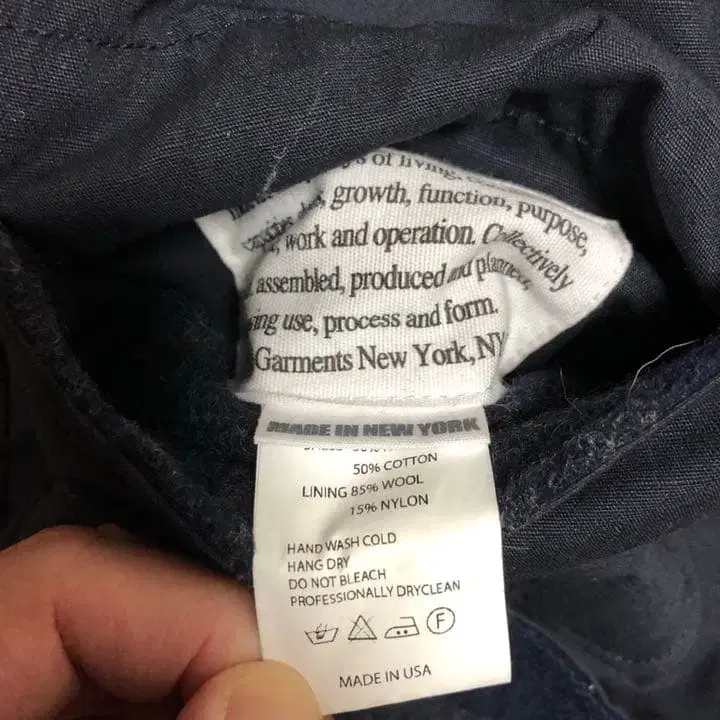 of living,
growth, function, purpose,
work and operation. Collectively
assembled, produced and planned,
use, process and form.
Garments New York, NY
MADE IN NEW YORK
50% COTTON
LINING 85% WOOL
15% NYLON
HAND WASH COLD
HANG DRY
DO NOT BLEACH
PROFESSIONALLY DRYCLEAN
F
MADE IN USA